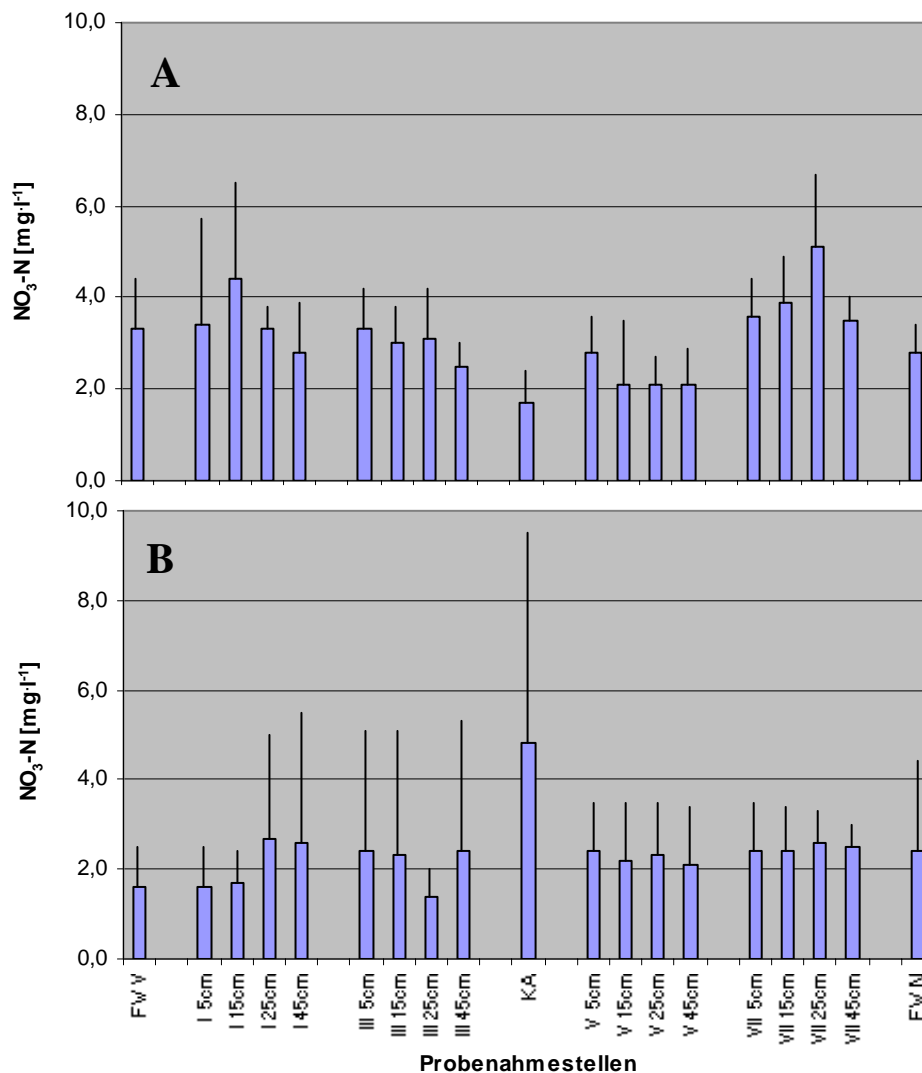 10,0
A
8,0
6,0
4,0
2,0
0,0
NO₃-N [mg·l⁻¹]
10,0
B
8,0
6,0
4,0
2,0
0,0
NO₃-N [mg·l⁻¹]
FW V
I 5cm
I 15cm
I 25cm
I 45cm
III 5cm
III 15cm
III 25cm
III 45cm
KA
V 5cm
V 15cm
V 25cm
V 45cm
VII 5cm
VII 15cm
VII 25cm
VII 45cm
FW N
Probenahmestellen